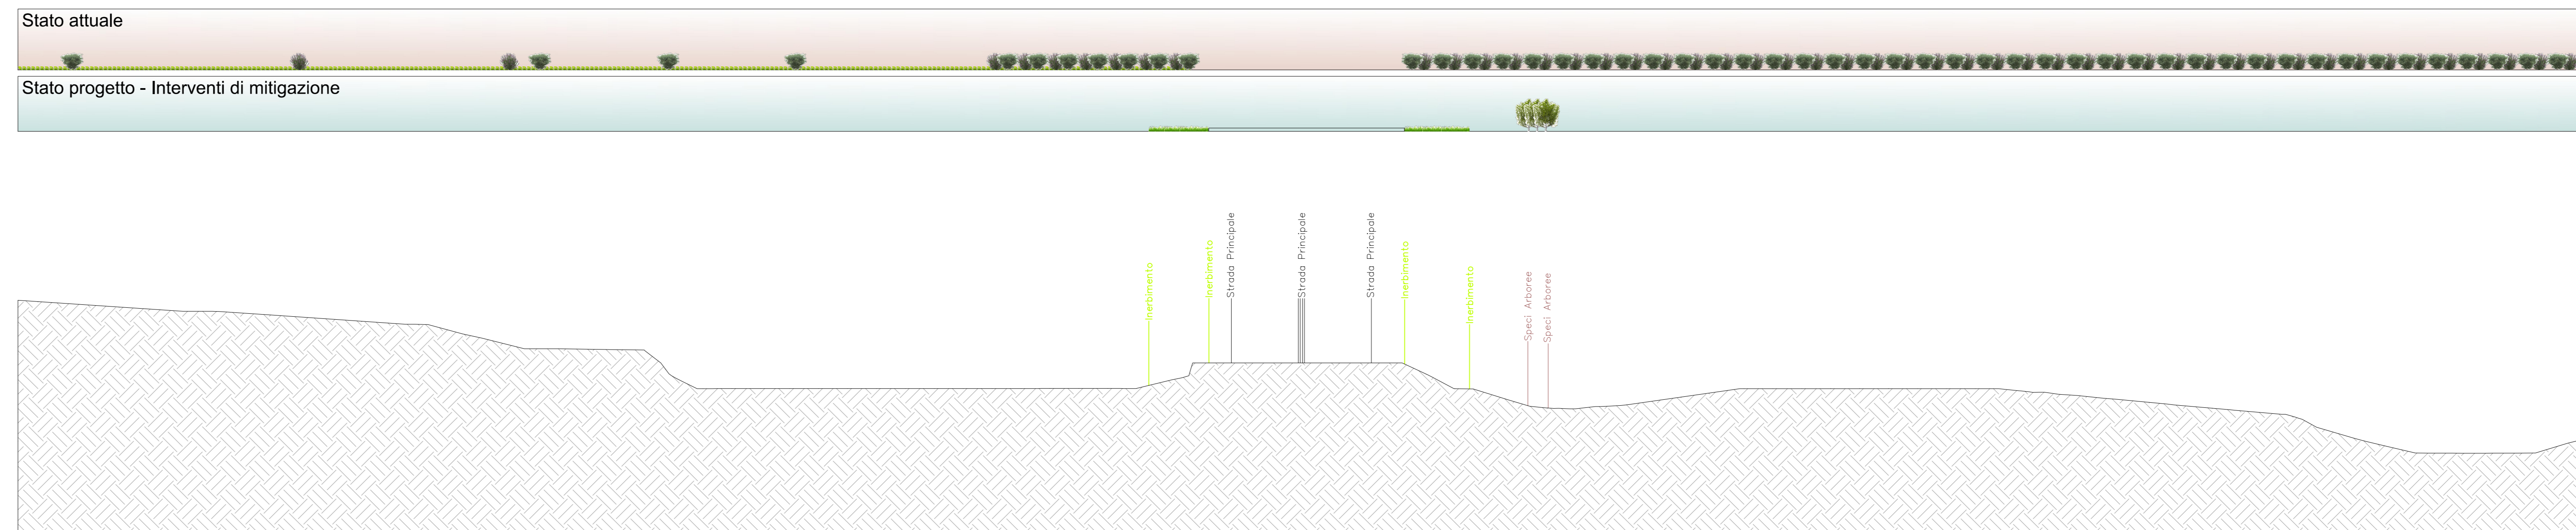 Stato attuale
Stato progetto - Interventi di mitigazione
Inerbimento
Inerbimento
Strada Principale
Strada Principale
Strada Principale
Inerbimento
Inerbimento
Speci Arboree
Speci Arboree